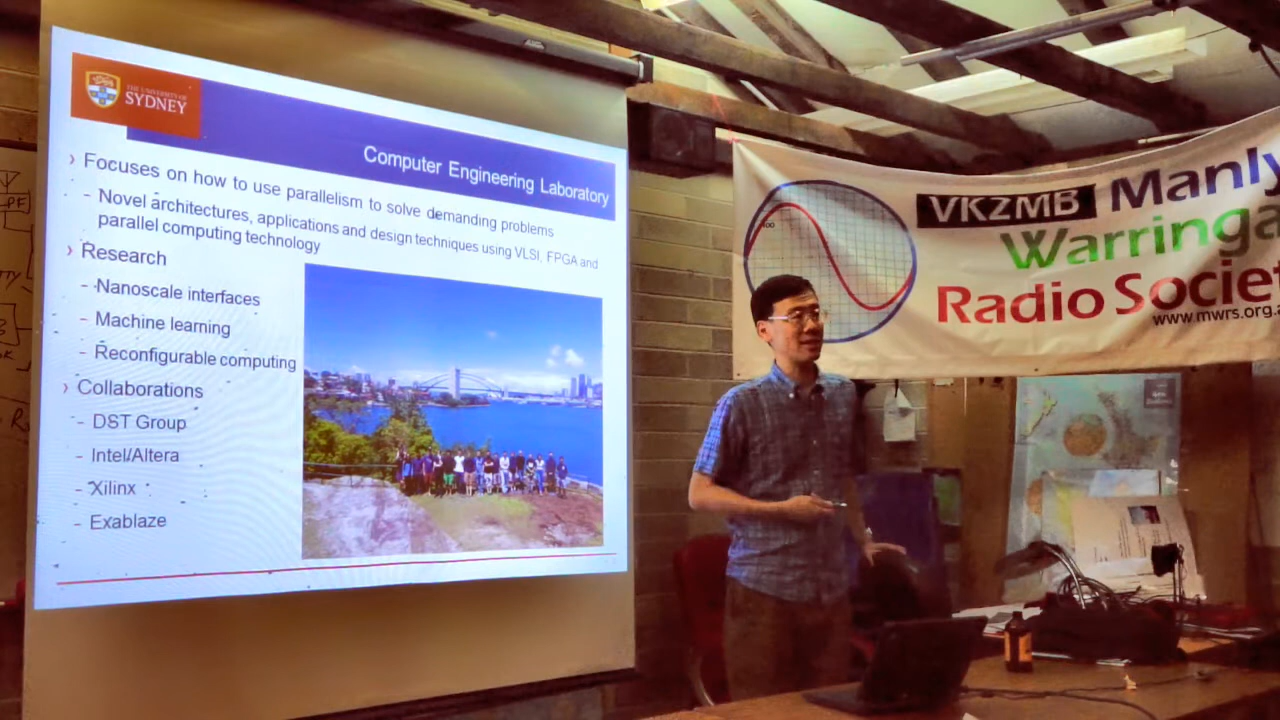 THE UNIVERSITY OF
SYDNEY
Computer Engineering Laboratory
› Focuses on how to use parallelism to solve demanding problems
- Novel architectures, applications and design techniques using VLSI, FPGA and
parallel computing technology
› Research
- Nanoscale interfaces
- Machine learning
- Reconfigurable computing
› Collaborations
- DST Group
- Intel/Altera
- Xilinx
- Exablaze
VK2MB Manly
Warringa
Radio Societ
www.mwrs.org.a